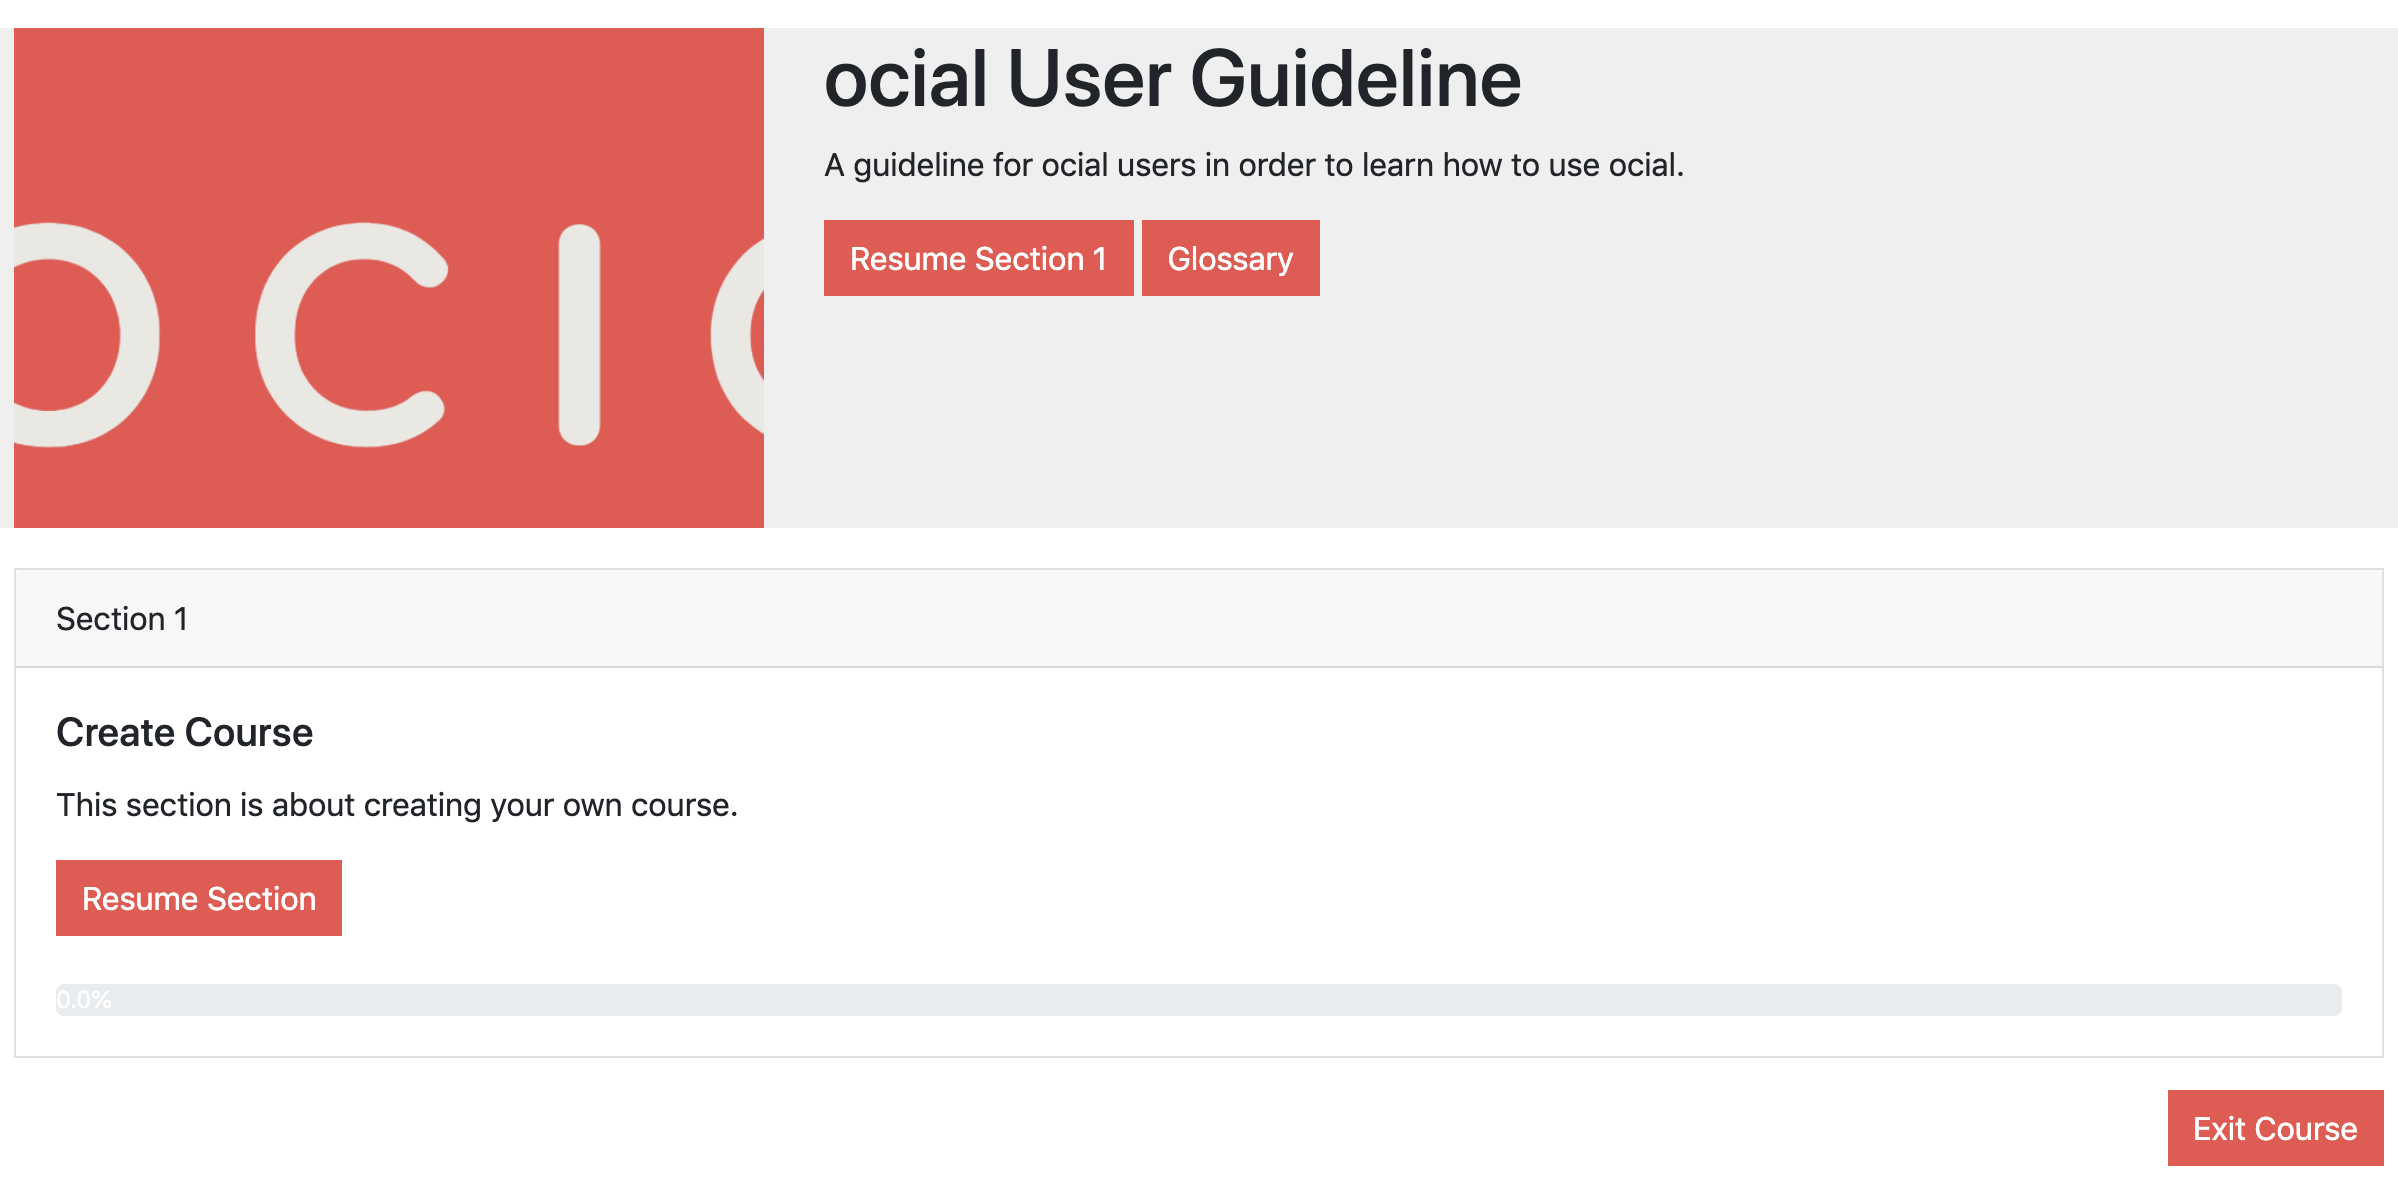 OCIA
ocial User Guideline
A guideline for ocial users in order to learn how to use ocial.
Resume Section 1
Glossary
Section 1
Create Course
This section is about creating your own course.
Resume Section
0.0%
Exit Course